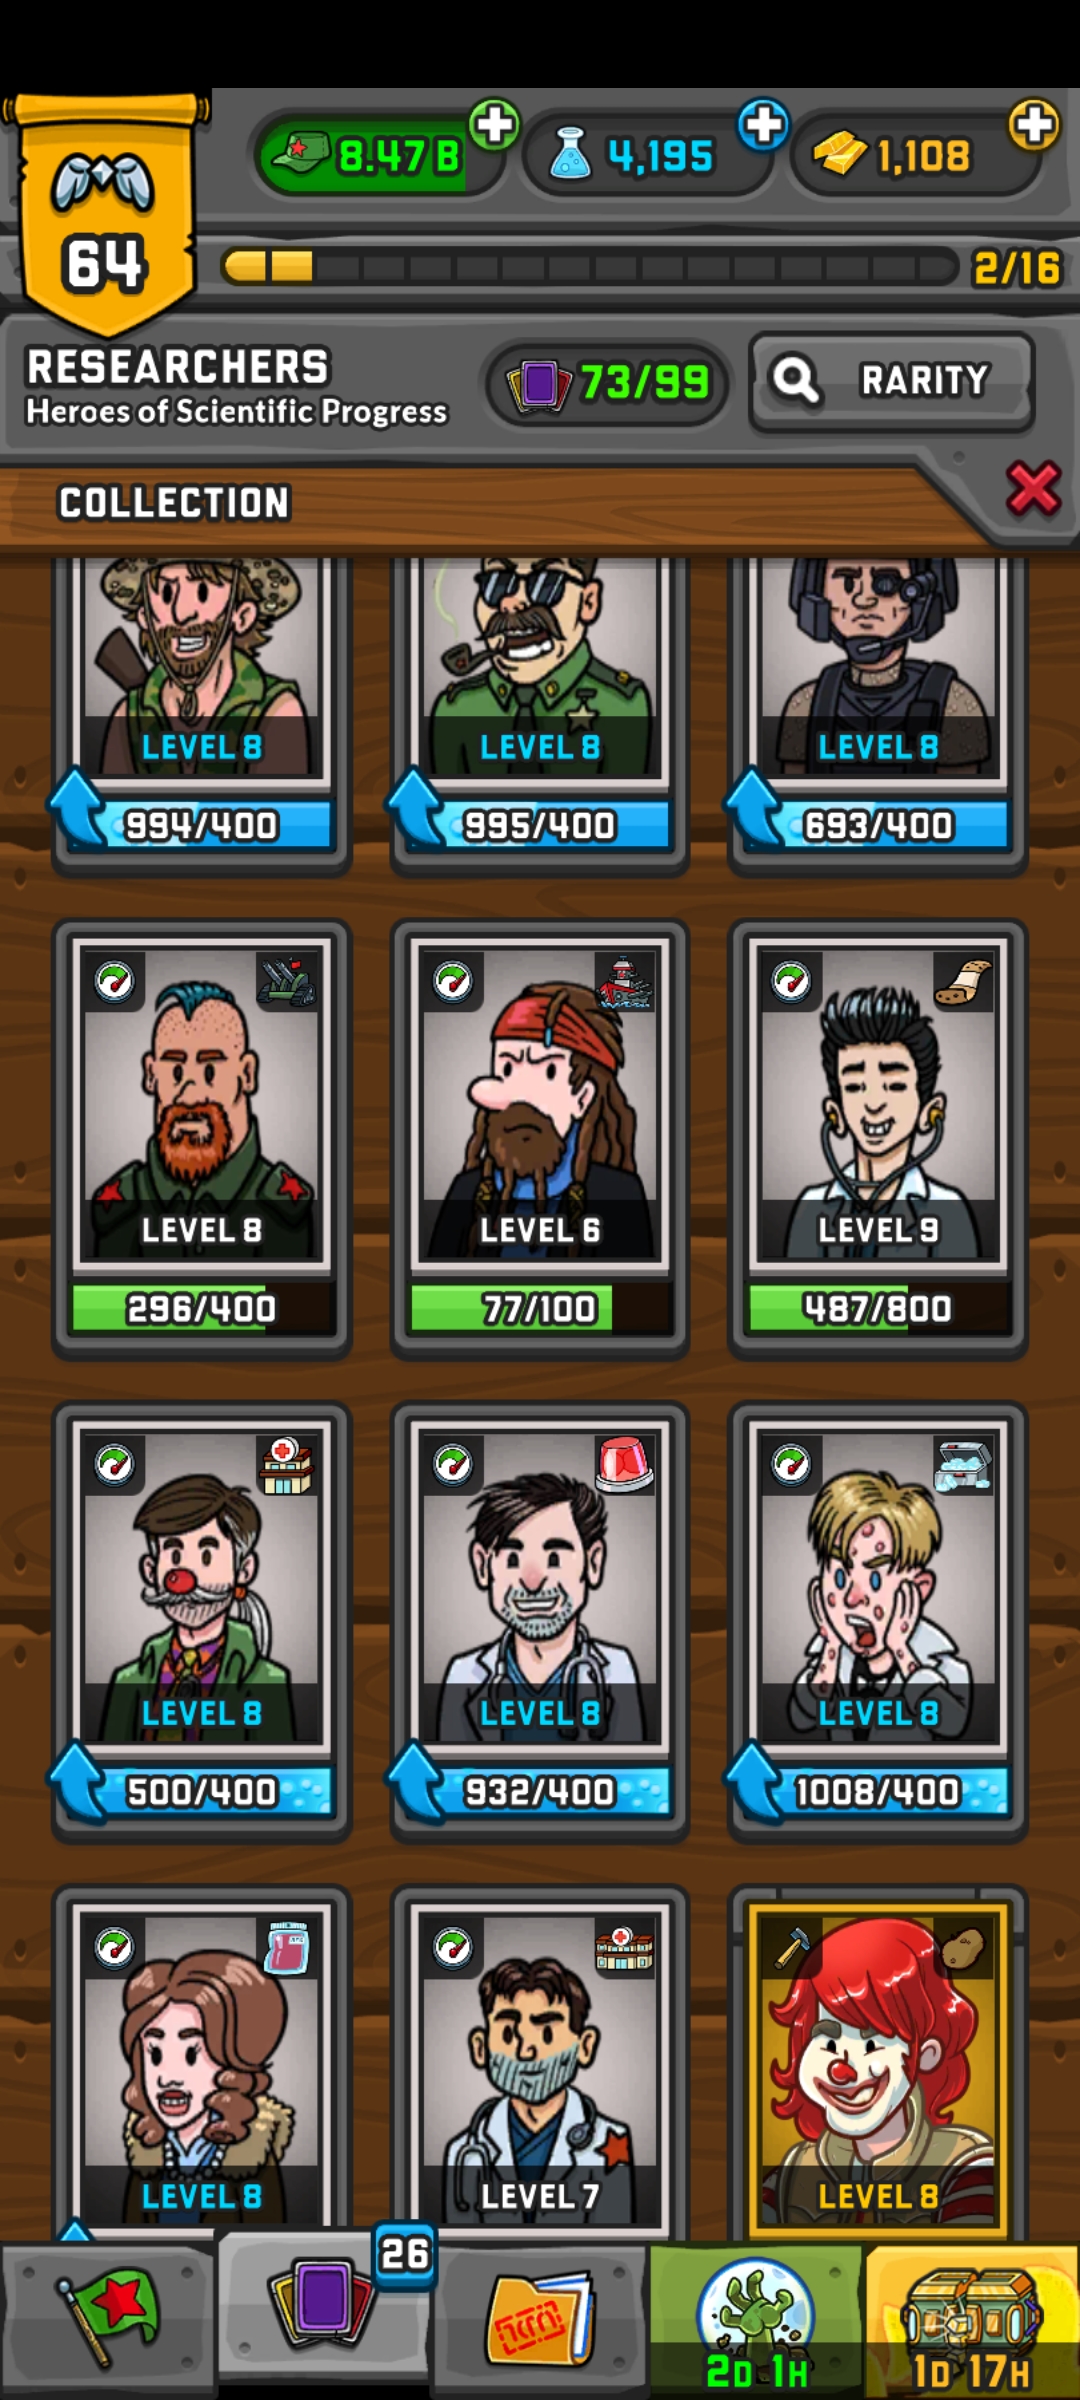 8.47 B
4,195
1,108
64
2/16
RESEARCHERS
Heroes of Scientific Progress
73/99
RARITY
COLLECTION
LEVEL 8
LEVEL 8
LEVEL 8
994/400
995/400
693/400
LEVEL 8
LEVEL 6
LEVEL 9
296/400
77/100
487/800
LEVEL 8
LEVEL 8
LEVEL 8
500/400
932/400
1008/400
LEVEL 8
LEVEL 7
LEVEL 8
26
2D 1H
1D 17H